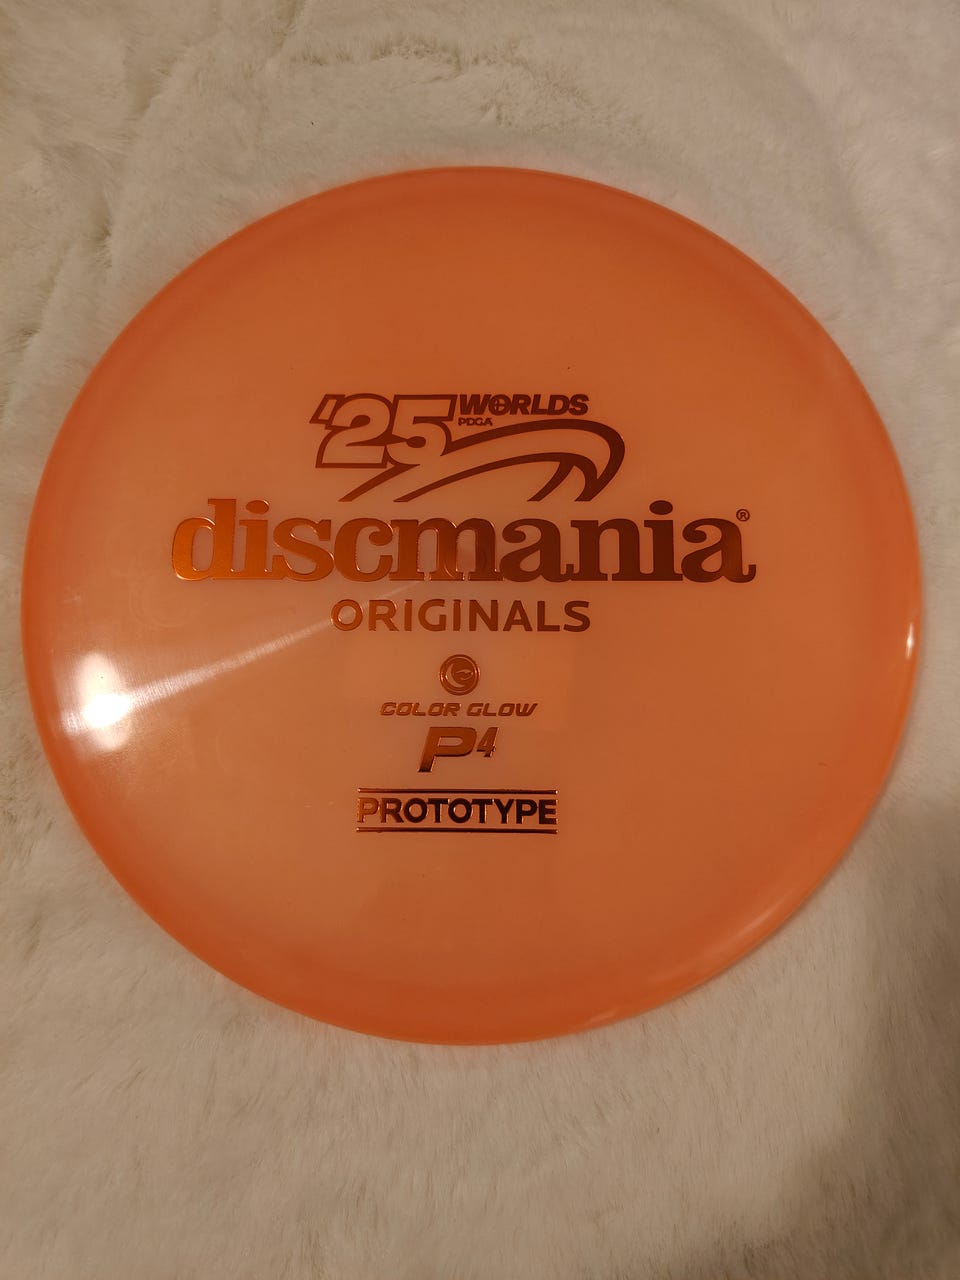 '25 WORLDS
PDGA
discmania®
ORIGINALS
COLOR GLOW
P4
PROTOTYPE